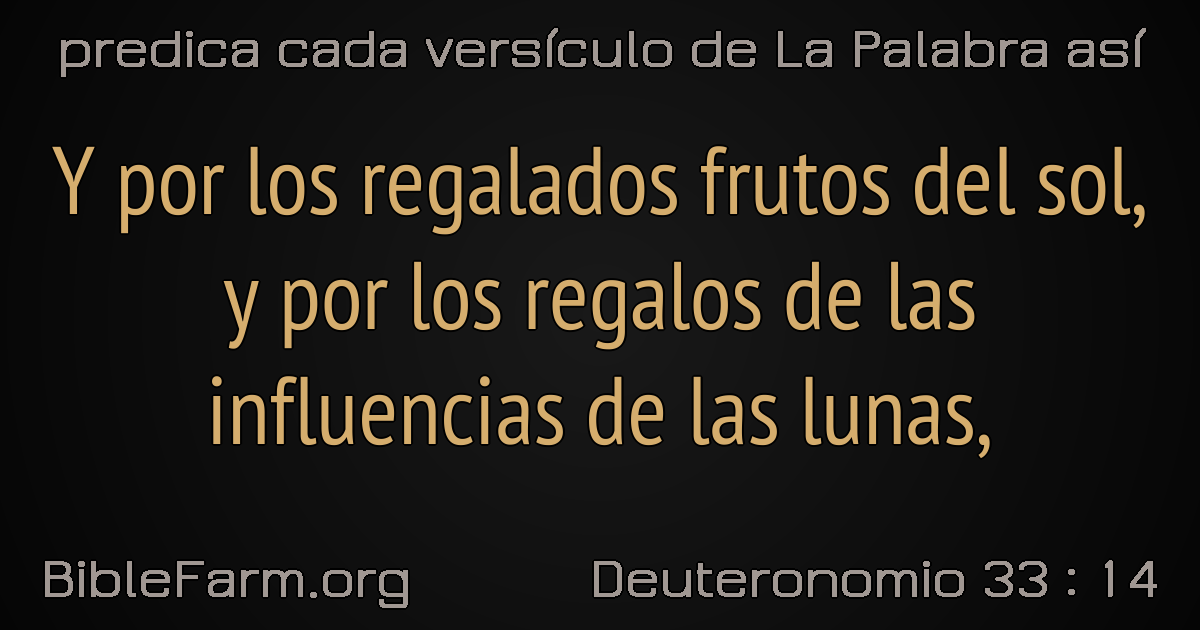 predica cada versículo de La Palabra así
Y por los regalados frutos del sol,
y por los regalos de las
influencias de las lunas,
BibleFarm.org
Deuteronomio 33 : 14